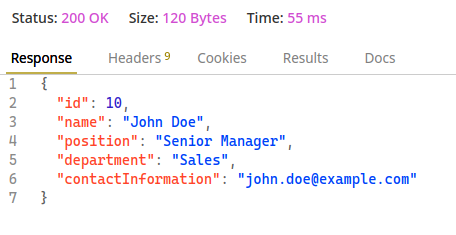 Status: 200 OK Size: 120 Bytes Time: 55 ms
Response Headers 9 Cookies Results Docs
1 {
2 "id": 10,
3 "name": "John Doe",
4 "position": "Senior Manager",
5 "department": "Sales",
6 "contactInformation": "john.doe@example.com"
7 }